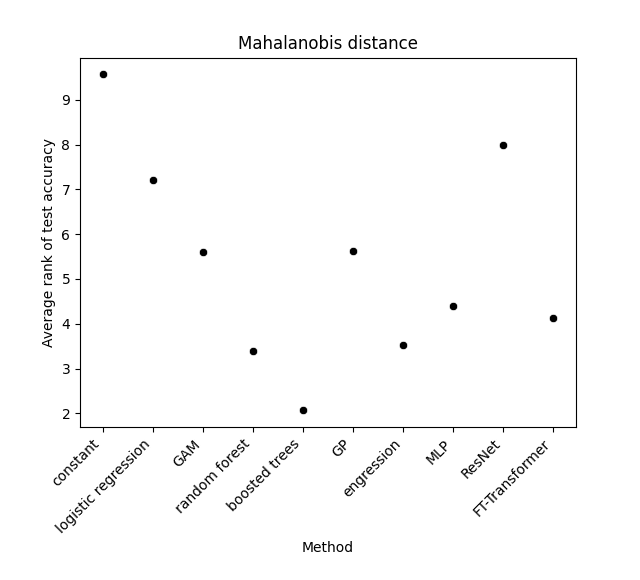 Mahalanobis distance
Average rank of test accuracy
9
8
7
6
5
4
3
2
constant
logistic regression
GAM
random forest
boosted trees
GP
engression
MLP
ResNet
FT-Transformer
Method